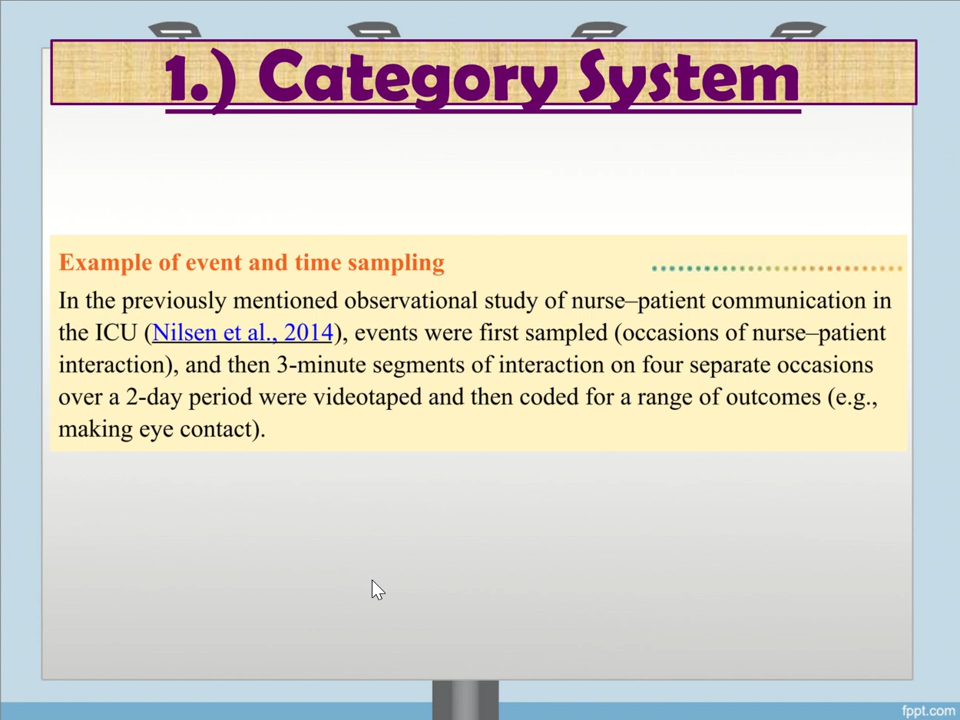 1.) Category System
Example of event and time sampling
In the previously mentioned observational study of nurse–patient communication in
the ICU (Nilsen et al., 2014), events were first sampled (occasions of nurse–patient
interaction), and then 3-minute segments of interaction on four separate occasions
over a 2-day period were videotaped and then coded for a range of outcomes (e.g.,
making eye contact).
fppt.com